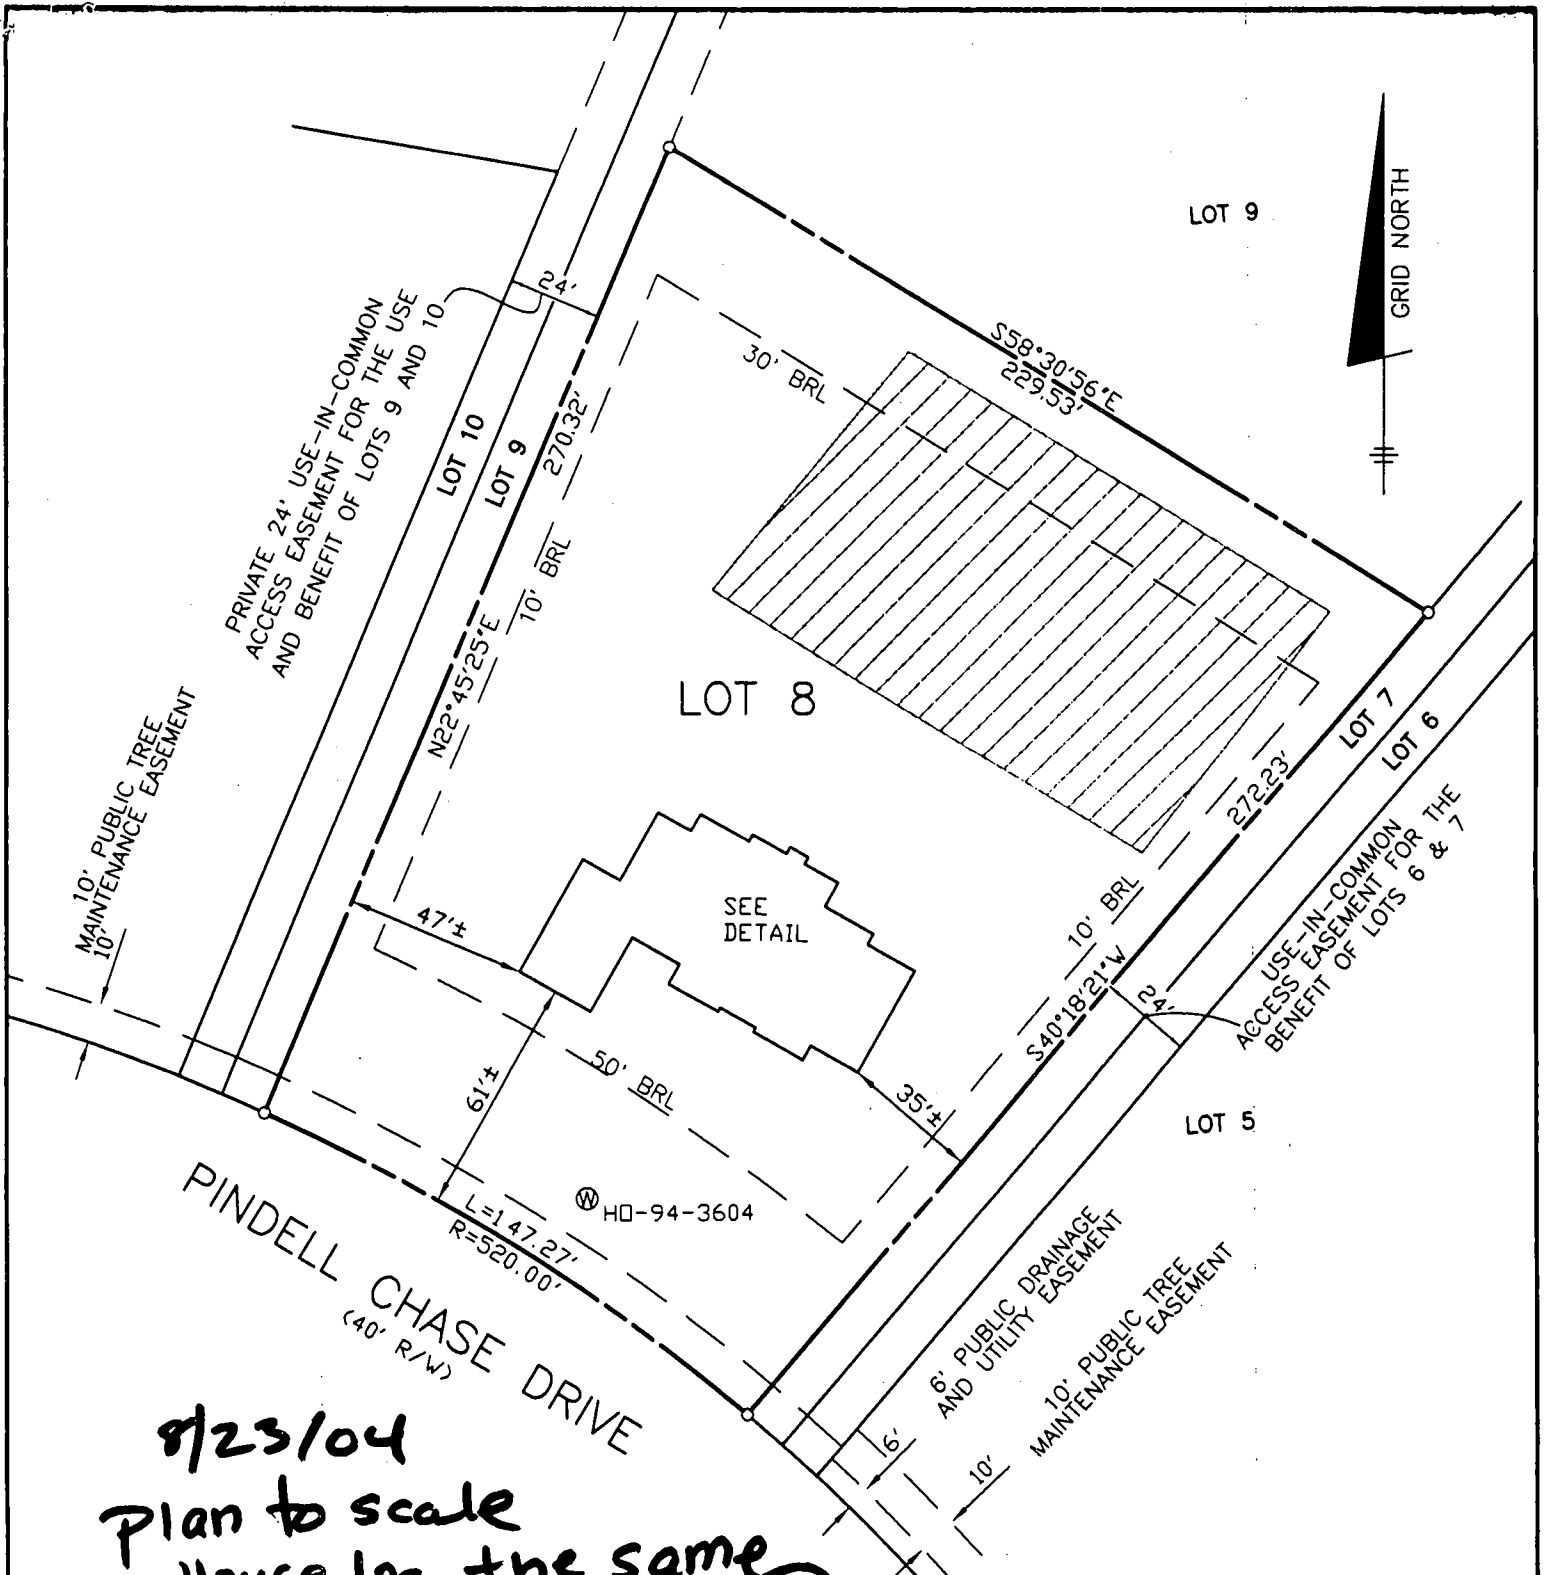 LOT 9
GRID NORTH
S58°30'56"E
229.53'
24'
30' BRL
PRIVATE 24' USE-IN-COMMON
ACCESS EASEMENT FOR THE USE
AND BENEFIT OF LOTS 9 AND 10
LOT 10
LOT 9
270.32'
N22°45'25"E
10' BRL
LOT 8
10' PUBLIC TREE
MAINTENANCE EASEMENT
10'
LOT 7
LOT 6
272.23'
S40°18'21"W
10' BRL
24'
USE-IN-COMMON
ACCESS EASEMENT FOR THE
BENEFIT OF LOTS 6 & 7
SEE
DETAIL
47'±
61'±
50' BRL
35'±
LOT 5
HO-94-3604
W
L=147.27'
R=520.00'
PINDELL CHASE DRIVE
(40' R/W)
6' PUBLIC DRAINAGE
AND UTILITY EASEMENT
6'
10' PUBLIC TREE
MAINTENANCE EASEMENT
10'
8/23/04
Plan to scale
House loc the same